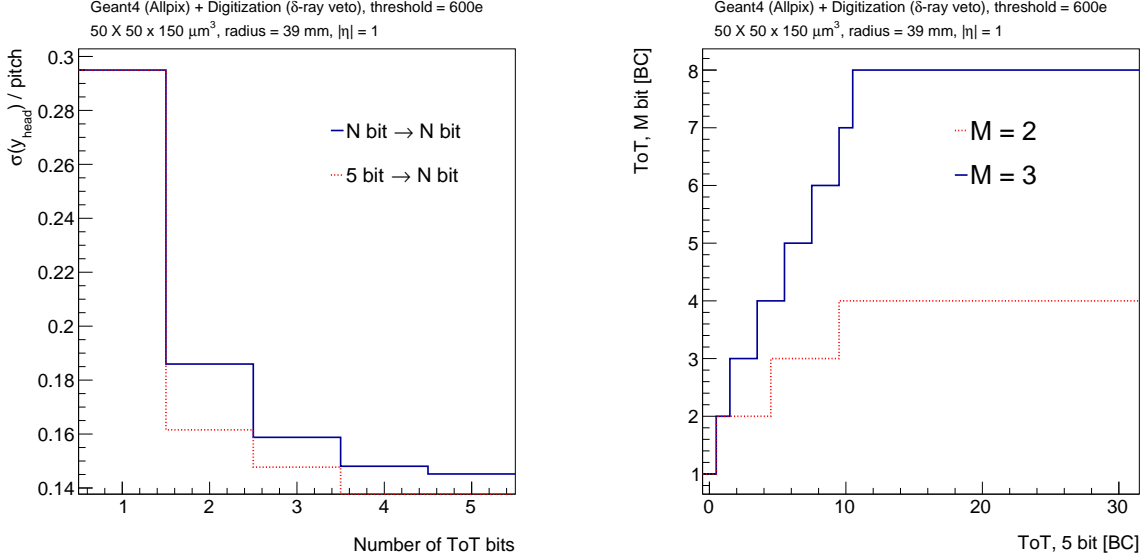 Geant4 (Allpix) + Digitization (δ-ray veto), threshold = 600e
50 X 50 x 150 μm³, radius = 39 mm, |η| = 1
σ(y_head) / pitch
0.3
0.28
0.26
0.24
0.22
0.2
0.18
0.16
0.14
N bit → N bit
5 bit → N bit
1 2 3 4 5
Number of ToT bits
Geant4 (Allpix) + Digitization (δ-ray veto), threshold = 600e
50 X 50 x 150 μm³, radius = 39 mm, |η| = 1
ToT, M bit [BC]
8
7
6
5
4
3
2
1
M = 2
M = 3
0 10 20 30
ToT, 5 bit [BC]